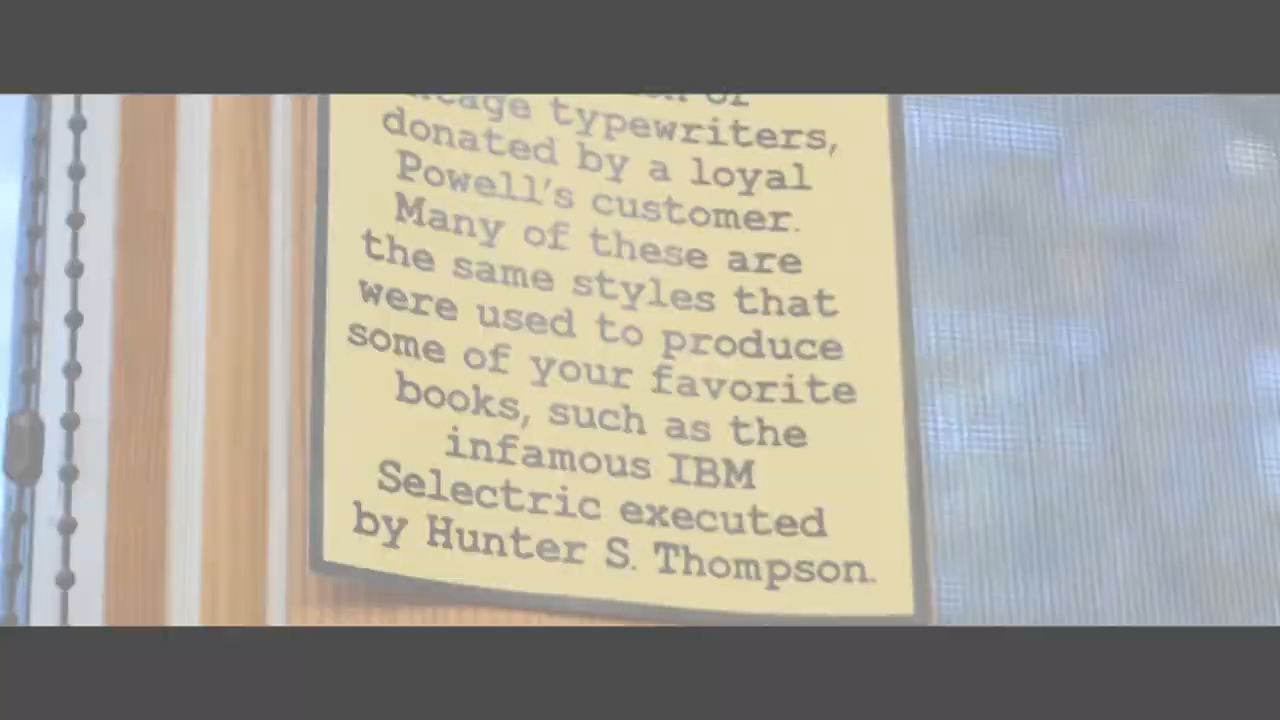 typewriters,
donated by a loyal
Powell's customer.
Many of these are
the same styles that
were used to produce
some of your favorite
books, such as the
infamous IBM
Selectric executed
by Hunter S. Thompson.